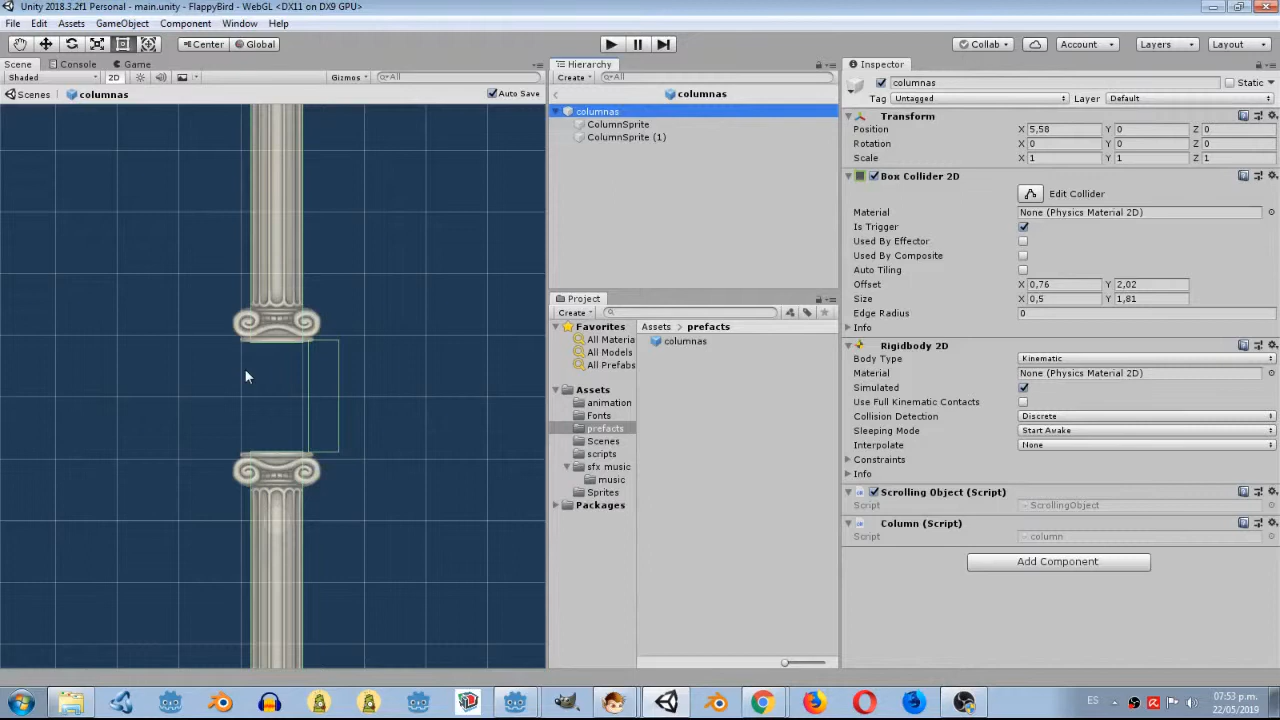 Unity 2018.3.2f1 Personal - main.unity - FlappyBird - WebGL <DX11 on DX9 GPU>
File Edit Assets GameObject Component Window Help
Center Global Collab Account Layers Layout
Scene Console Game
Shaded 2D Gizmos All
Scenes columnas Auto Save
Hierarchy
Create All
columnas
columnas
ColumnSprite
ColumnSprite (1)
Project
Create
Favorites
All Materia
All Models
All Prefabs
Assets
animation
Fonts
prefacts
Scenes
scripts
sfx music
music
Sprites
Packages
Assets prefacts
columnas
Inspector
columnas Static
Tag Untagged Layer Default
Transform
Position X 5,58 Y 0 Z 0
Rotation X 0 Y 0 Z 0
Scale X 1 Y 1 Z 1
Box Collider 2D
Edit Collider
Material None (Physics Material 2D)
Is Trigger
Used By Effector
Used By Composite
Auto Tiling
Offset X 0,76 Y 2,02
Size X 0,5 Y 1,81
Edge Radius 0
Info
Rigidbody 2D
Body Type Kinematic
Material None (Physics Material 2D)
Simulated
Use Full Kinematic Contacts
Collision Detection Discrete
Sleeping Mode Start Awake
Interpolate None
Constraints
Info
Scrolling Object (Script)
Script ScrollingObject
Column (Script)
Script column
Add Component
ES 07:53 p.m.
22/05/2019